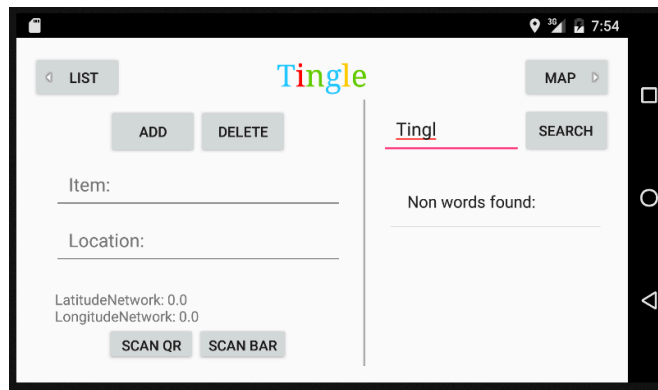 3G 7:54
LIST
Tingle
MAP
ADD
DELETE
Tingl
SEARCH
Item:
Non words found:
Location:
LatitudeNetwork: 0.0
LongitudeNetwork: 0.0
SCAN QR
SCAN BAR